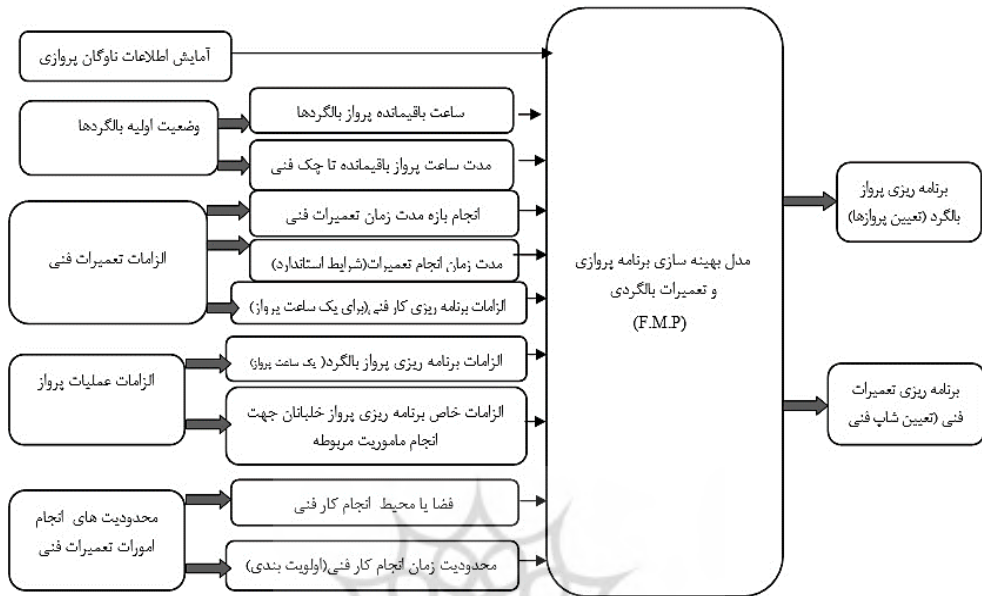 آمایش اطلاعات ناوگان پروازی
وضعیت اولیه بالگردها
ساعت باقیمانده پرواز بالگردها
مدت ساعت پرواز باقیمانده تا چک فنی
الزامات تعمیرات فنی
انجام بازه مدت زمان تعمیرات فنی
مدت زمان انجام تعمیرات(شرایط استاندارد)
الزامات برنامه ریزی کار فنی(برای یک ساعت پرواز)
الزامات عملیات پرواز
الزامات برنامه ریزی پرواز بالگرد( یک ساعت پرواز)
الزامات خاص برنامه ریزی پرواز خلبانان جهت
انجام ماموریت مربوطه
محدودیت های انجام
امورات تعمیرات فنی
فضا یا محیط انجام کار فنی
محدودیت زمان انجام کار فنی(اولویت بندی)
مدل بهینه سازی برنامه پروازی
و تعمیرات بالگردی
(F.M.P)
برنامه ریزی پرواز
بالگرد (تعیین پروازها)
برنامه ریزی تعمیرات
فنی (تعیین شاپ فنی